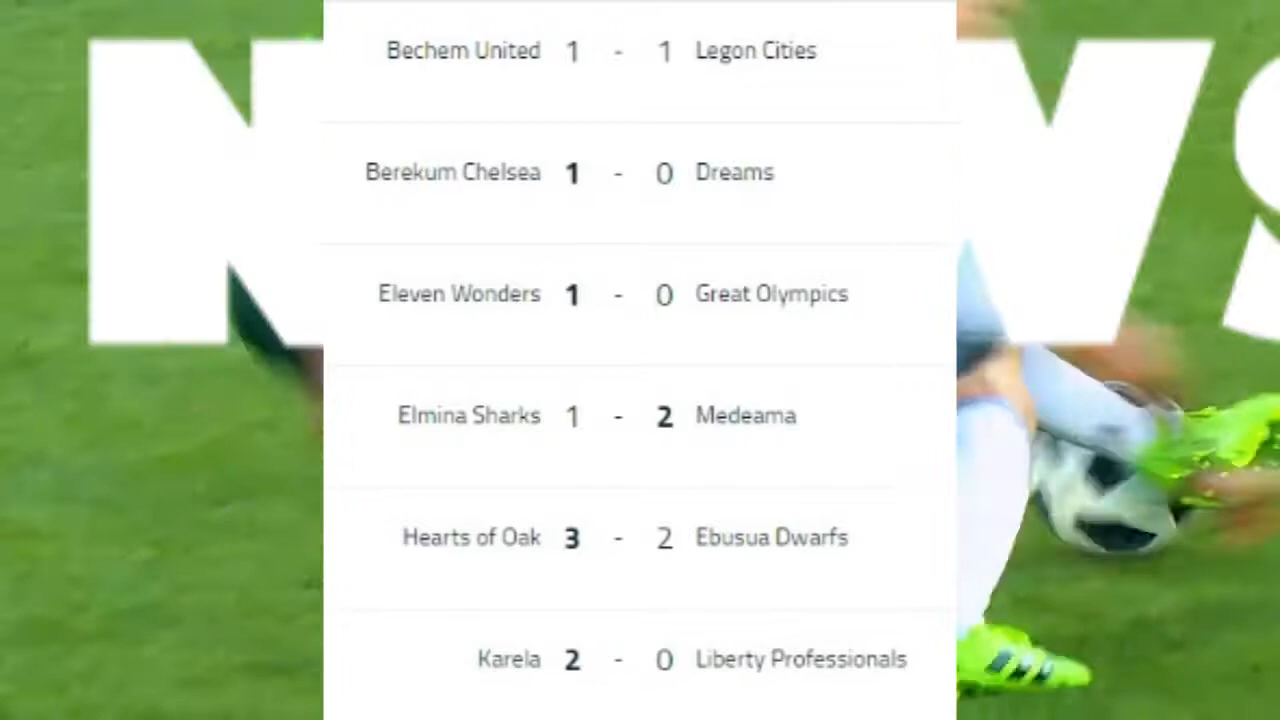 NEWS
Bechem United 1 - 1 Legon Cities
Berekum Chelsea 1 - 0 Dreams
Eleven Wonders 1 - 0 Great Olympics
Elmina Sharks 1 - 2 Medeama
Hearts of Oak 3 - 2 Ebusua Dwarfs
Karela 2 - 0 Liberty Professionals